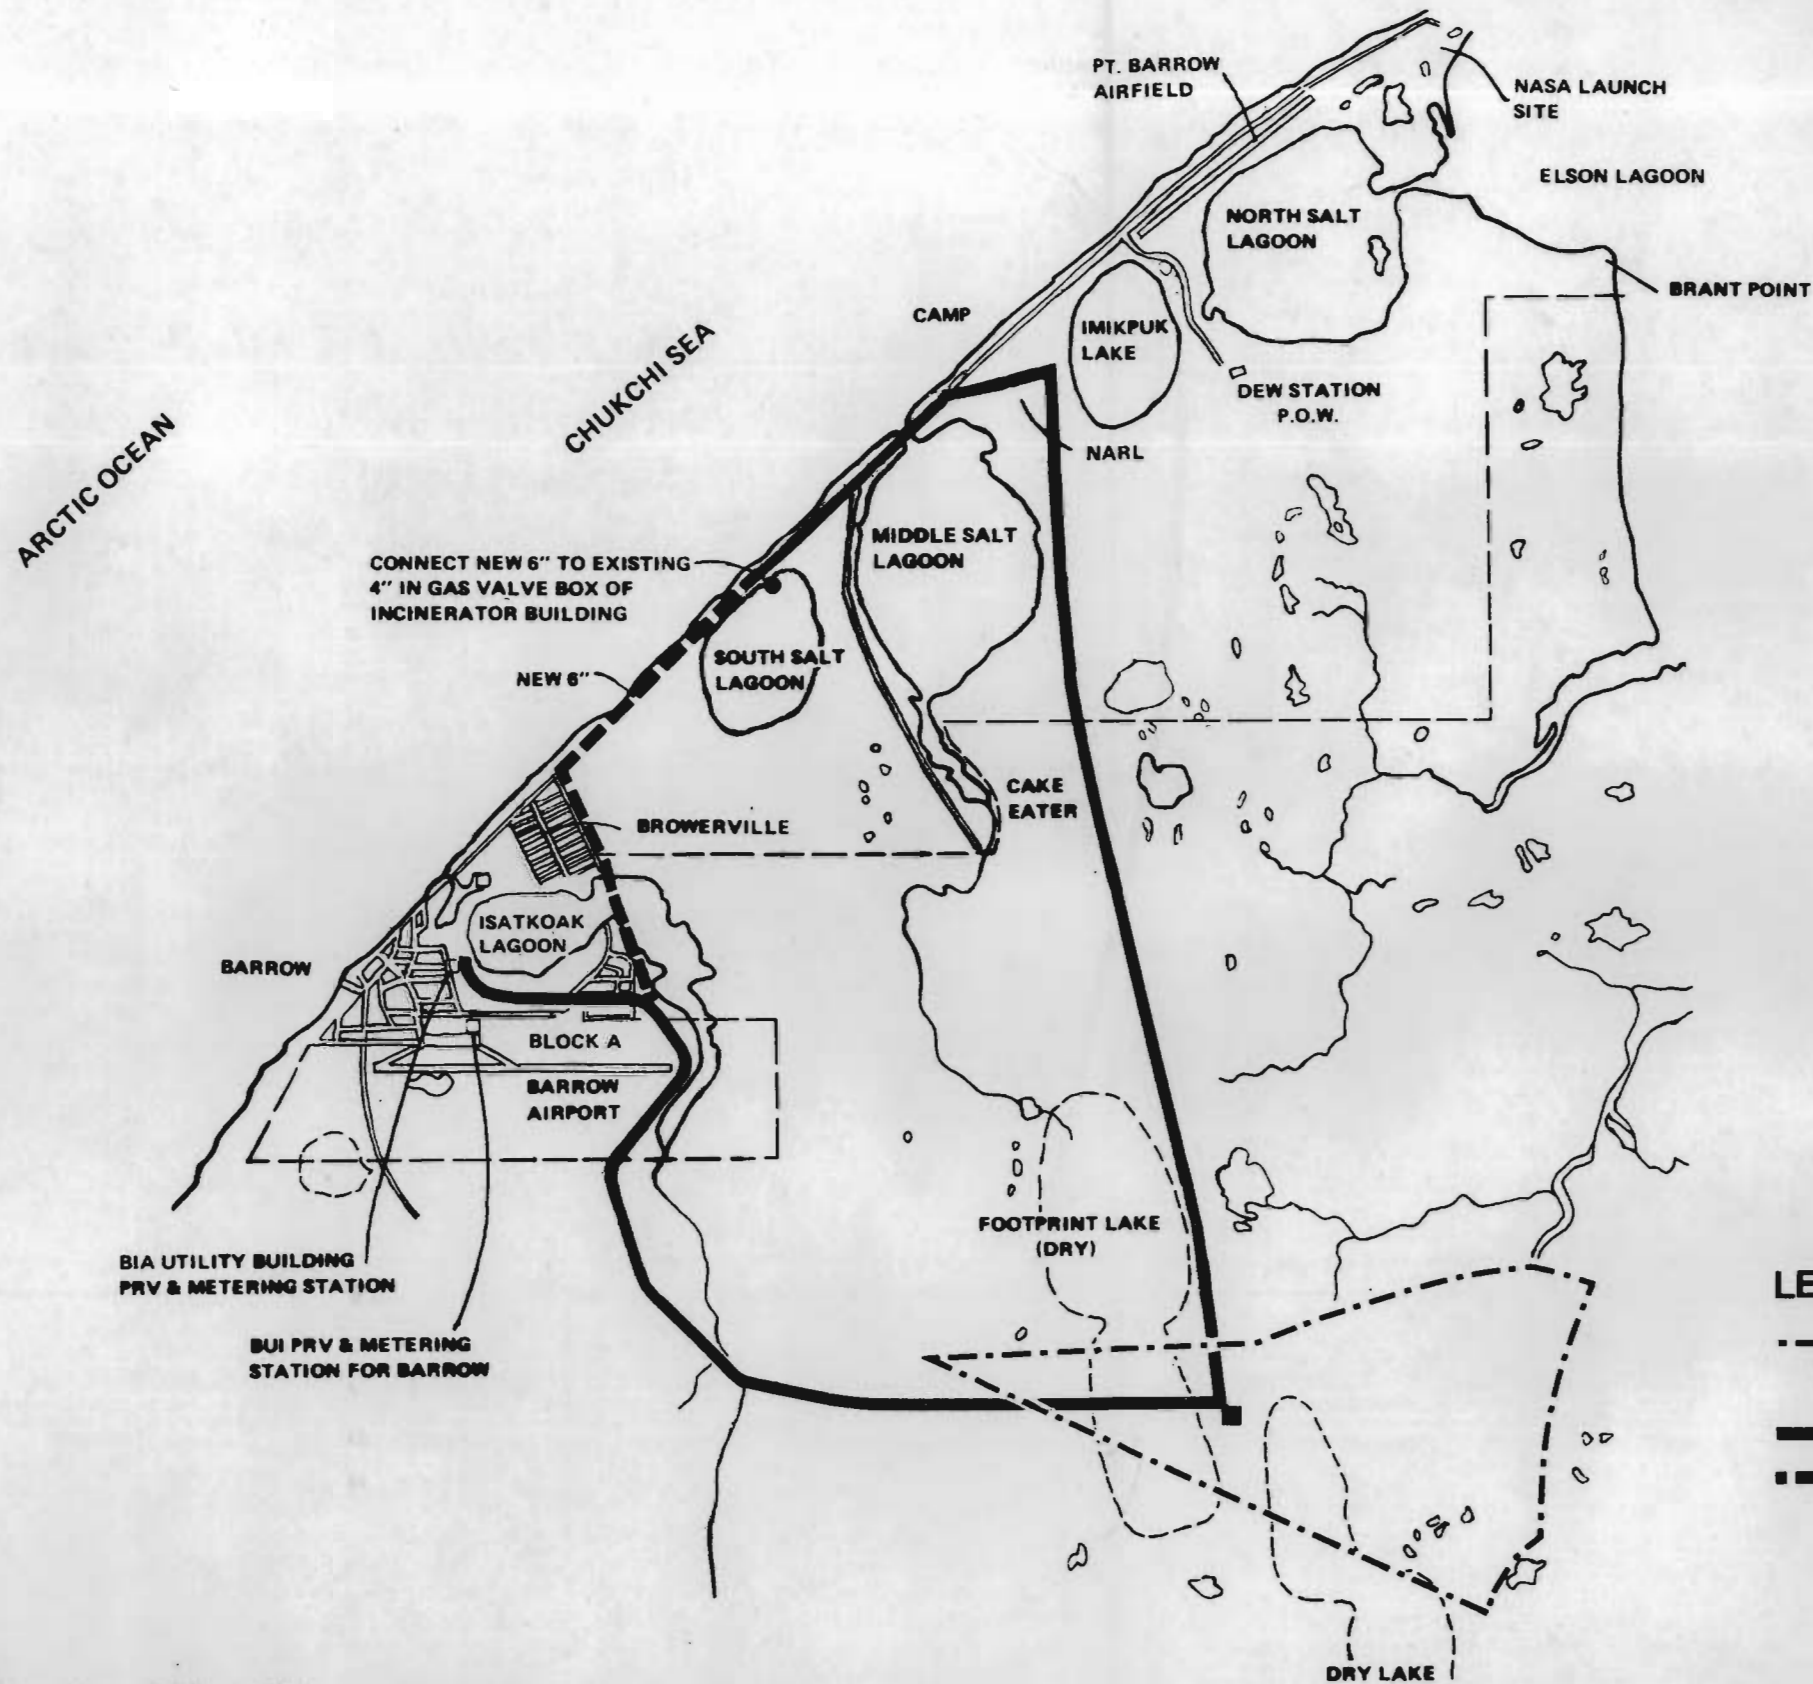 PT. BARROW
AIRFIELD
NASA LAUNCH
SITE
ELSON LAGOON
NORTH SALT
LAGOON
BRANT POINT
CAMP
IMIKPUK
LAKE
CHUKCHI SEA
DEW STATION
P.O.W.
ARCTIC OCEAN
NARL
MIDDLE SALT
LAGOON
CONNECT NEW 6" TO EXISTING
4" IN GAS VALVE BOX OF
INCINERATOR BUILDING
SOUTH SALT
LAGOON
NEW 6"
CAKE
EATER
BROWERVILLE
ISATKOAK
LAGOON
BARROW
BLOCK A
BARROW
AIRPORT
FOOTPRINT LAKE
(DRY)
BIA UTILITY BUILDING
PRV & METERING STATION
LE
BUI PRV & METERING
STATION FOR BARROW
DRY LAKE